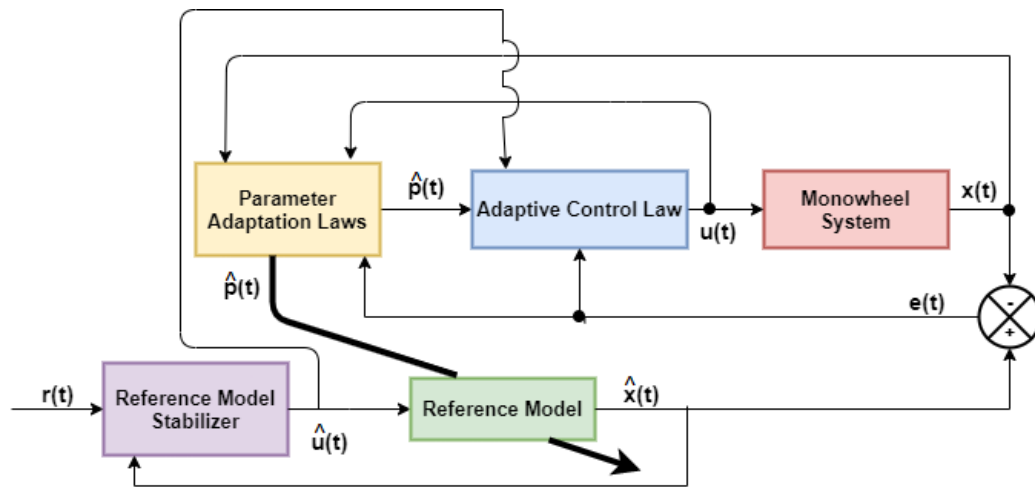 Parameter
Adaptation Laws
p̂(t)
Adaptive Control Law
u(t)
Monowheel
System
x(t)
p̂(t)
e(t)
-
+
r(t)
Reference Model
Stabilizer
û(t)
Reference Model
x̂(t)